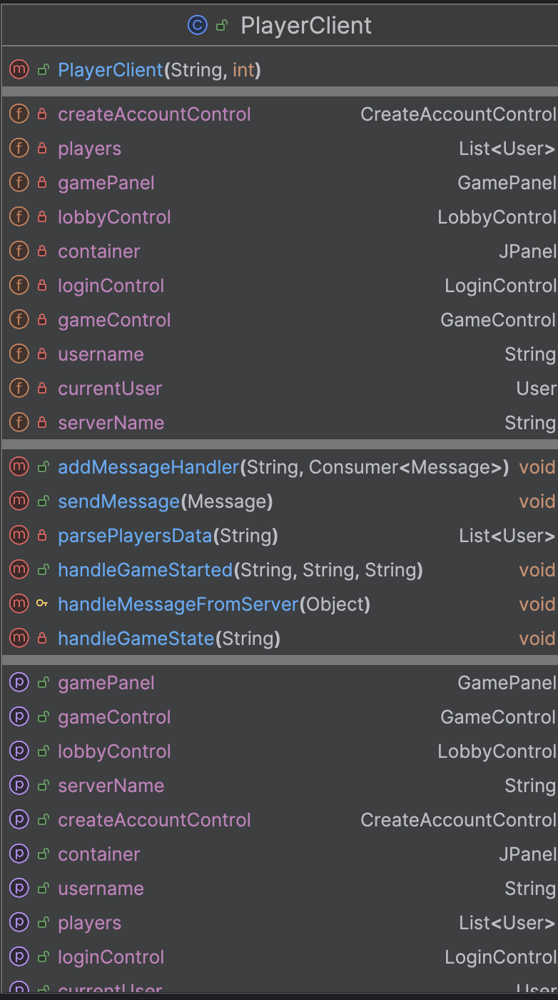 C PlayerClient
m PlayerClient(String, int)
f createAccountControl CreateAccountControl
f players List<User>
f gamePanel GamePanel
f lobbyControl LobbyControl
f container JPanel
f loginControl LoginControl
f gameControl GameControl
f username String
f currentUser User
f serverName String
m addMessageHandler(String, Consumer<Message>) void
m sendMessage(Message) void
m parsePlayersData(String) List<User>
m handleGameStarted(String, String, String) void
m handleMessageFromServer(Object) void
m handleGameState(String) void
p gamePanel GamePanel
p gameControl GameControl
p lobbyControl LobbyControl
p serverName String
p createAccountControl CreateAccountControl
p container JPanel
p username String
p players List<User>
p loginControl LoginControl
p currentUser User